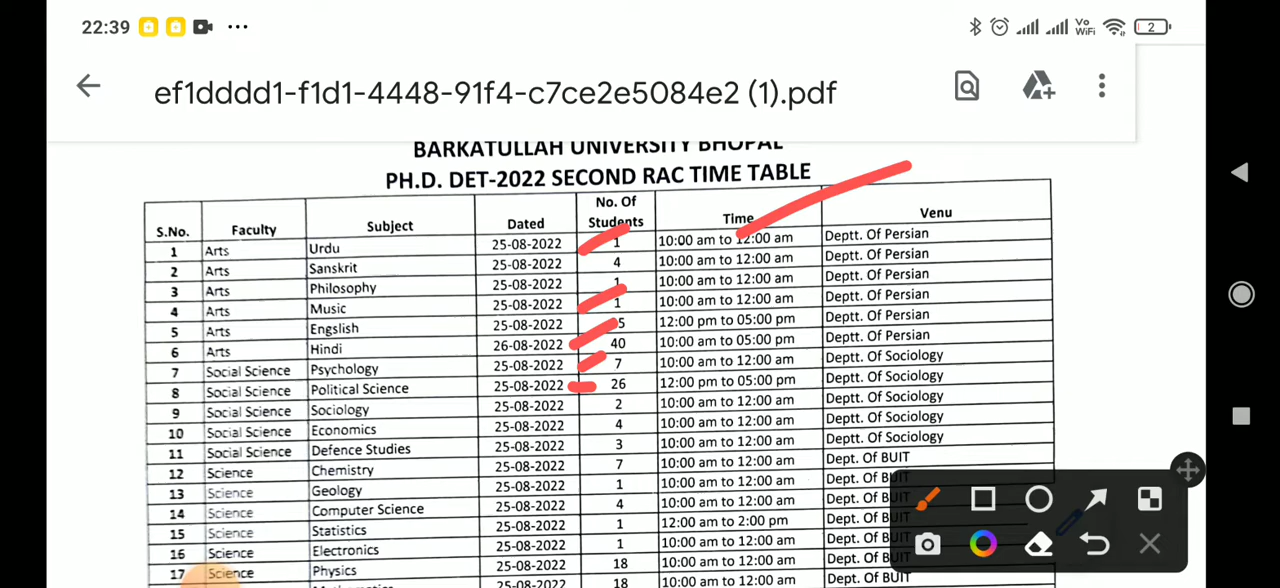 22:39
Vo WiFi
2
ef1dddd1-f1d1-4448-91f4-c7ce2e5084e2 (1).pdf
BARKATULLAH UNIVERSITY BHOPAL
PH.D. DET-2022 SECOND RAC TIME TABLE
S.No. Faculty Subject Dated No. Of Students Time Venu
1 Arts Urdu 25-08-2022 1 10:00 am to 12:00 am Deptt. Of Persian
2 Arts Sanskrit 25-08-2022 4 10:00 am to 12:00 am Deptt. Of Persian
3 Arts Philosophy 25-08-2022 1 10:00 am to 12:00 am Deptt. Of Persian
4 Arts Music 25-08-2022 1 10:00 am to 12:00 am Deptt. Of Persian
5 Arts Engslish 25-08-2022 12:00 pm to 05:00 pm Deptt. Of Persian
6 Arts Hindi 26-08-2022 40 10:00 am to 05:00 pm Deptt. Of Persian
7 Social Science Psychology 25-08-2022 7 10:00 am to 12:00 am Deptt. Of Sociology
8 Social Science Political Science 25-08-2022 26 12:00 pm to 05:00 pm Deptt. Of Sociology
9 Social Science Sociology 25-08-2022 2 10:00 am to 12:00 am Deptt. Of Sociology
10 Social Science Economics 25-08-2022 4 10:00 am to 12:00 am Deptt. Of Sociology
11 Social Science Defence Studies 25-08-2022 3 10:00 am to 12:00 am Deptt. Of Sociology
12 Science Chemistry 25-08-2022 7 10:00 am to 12:00 am Dept. Of BUIT
13 Science Geology 25-08-2022 1 10:00 am to 12:00 am Dept. Of BUIT
14 Science Computer Science 25-08-2022 4 10:00 am to 12:00 am Dept. Of BUIT
15 Science Statistics 25-08-2022 1 12:00 am to 2:00 pm Dept. Of BUIT
16 Science Electronics 25-08-2022 1 10:00 am to 12:00 am Dept. Of BUIT
17 Science Physics 25-08-2022 18 10:00 am to 12:00 am Dept. Of BUIT
25-08-2022 18 10:00 am to 12:00 am